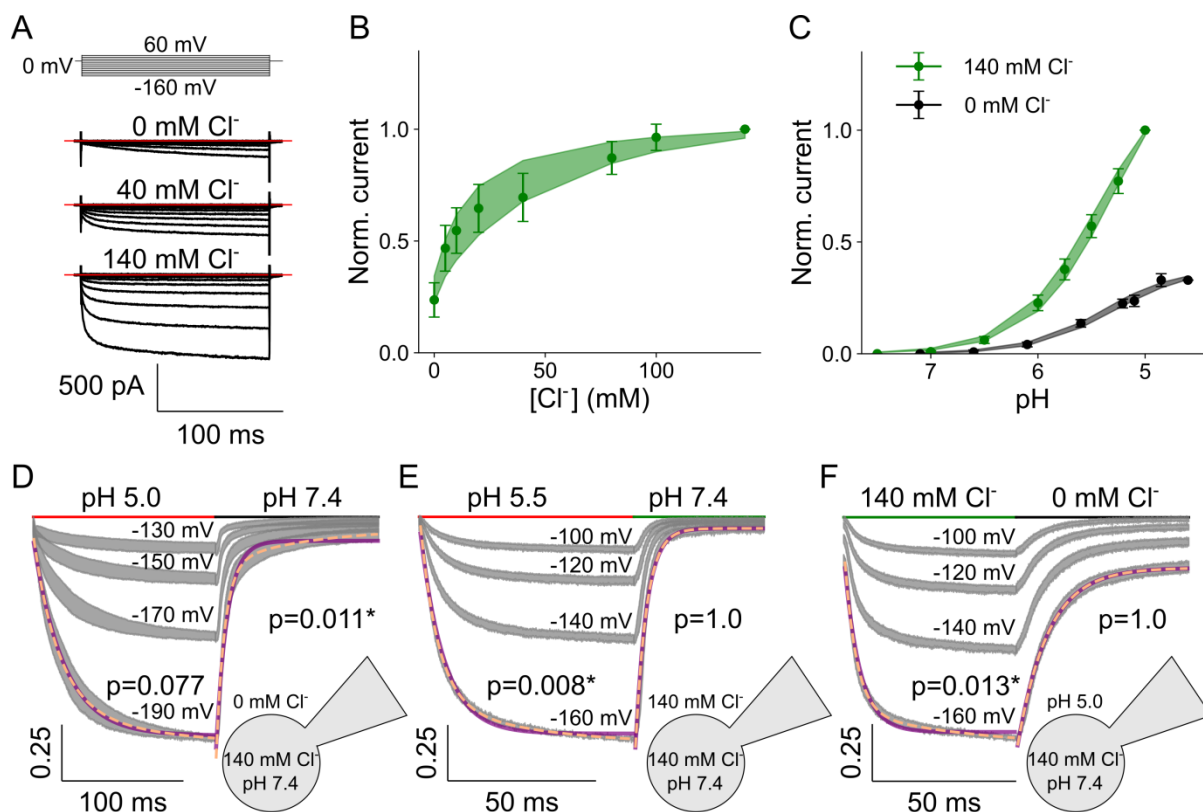 A
60 mV
0 mV
-160 mV
0 mM Cl⁻
40 mM Cl⁻
140 mM Cl⁻
500 pA
100 ms
B
Norm. current
1.0
0.5
0.0
0
50
100
[Cl⁻] (mM)
C
140 mM Cl⁻
0 mM Cl⁻
Norm. current
1.0
0.5
0.0
7
6
5
pH
D
pH 5.0
pH 7.4
-130 mV
-150 mV
-170 mV
p=0.011*
p=0.077
-190 mV
0 mM Cl⁻
140 mM Cl⁻
pH 7.4
0.25
100 ms
E
pH 5.5
pH 7.4
-100 mV
-120 mV
-140 mV
p=1.0
p=0.008*
-160 mV
140 mM Cl⁻
140 mM Cl⁻
pH 7.4
0.25
50 ms
F
140 mM Cl⁻
0 mM Cl⁻
-100 mV
-120 mV
-140 mV
p=1.0
p=0.013*
-160 mV
pH 5.0
140 mM Cl⁻
pH 7.4
0.25
50 ms